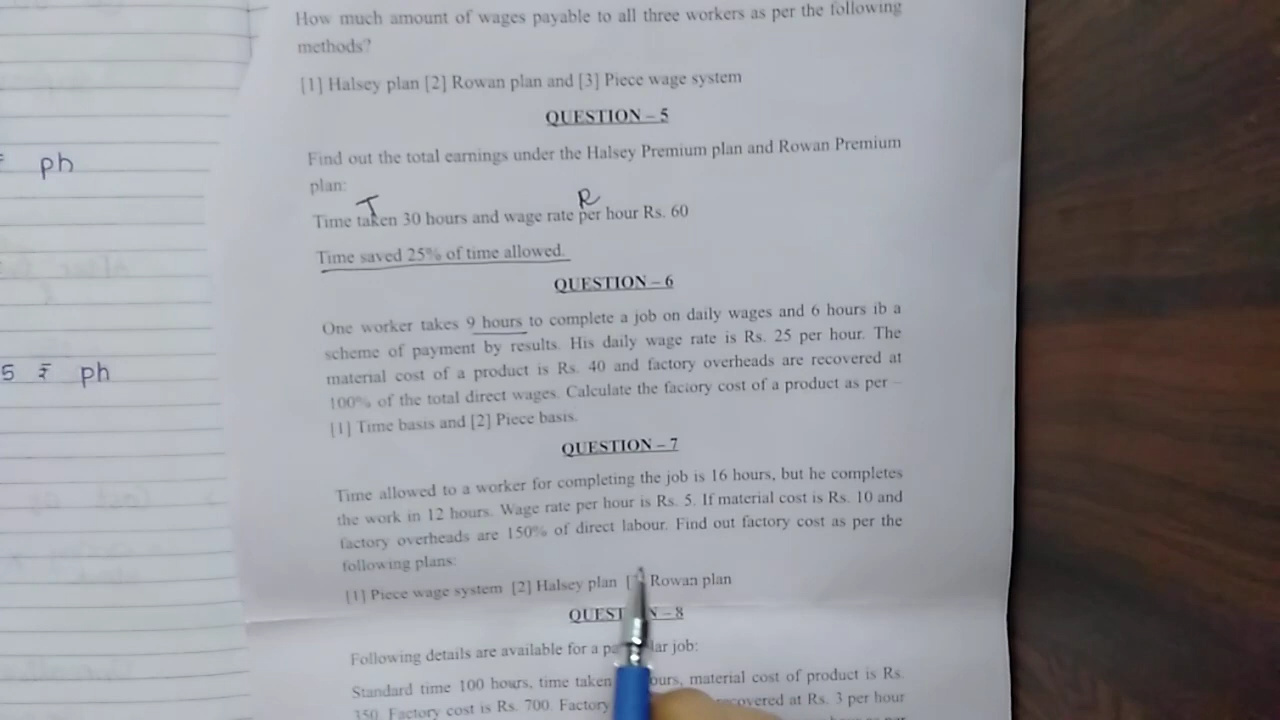 How much amount of wages payable to all three workers as per the following
methods?
[1] Halsey plan [2] Rowan plan and [3] Piece wage system
QUESTION – 5
ph
Find out the total earnings under the Halsey Premium plan and Rowan Premium
plan:
T R
Time taken 30 hours and wage rate per hour Rs. 60
Time saved 25% of time allowed.
QUESTION – 6
One worker takes 9 hours to complete a job on daily wages and 6 hours ib a
scheme of payment by results. His daily wage rate is Rs. 25 per hour. The
5 ₹ ph
material cost of a product is Rs. 40 and factory overheads are recovered at
100% of the total direct wages. Calculate the factory cost of a product as per –
[1] Time basis and [2] Piece basis.
QUESTION – 7
Time allowed to a worker for completing the job is 16 hours, but he completes
the work in 12 hours. Wage rate per hour is Rs. 5. If material cost is Rs. 10 and
factory overheads are 150% of direct labour. Find out factory cost as per the
following plans:
[1] Piece wage system [2] Halsey plan Rowan plan
QUEST N – 8
Following details are available for a pa lar job:
Standard time 100 hours, time taken ours, material cost of product is Rs.
350. Factory cost is Rs. 700. Factory recovered at Rs. 3 per hour